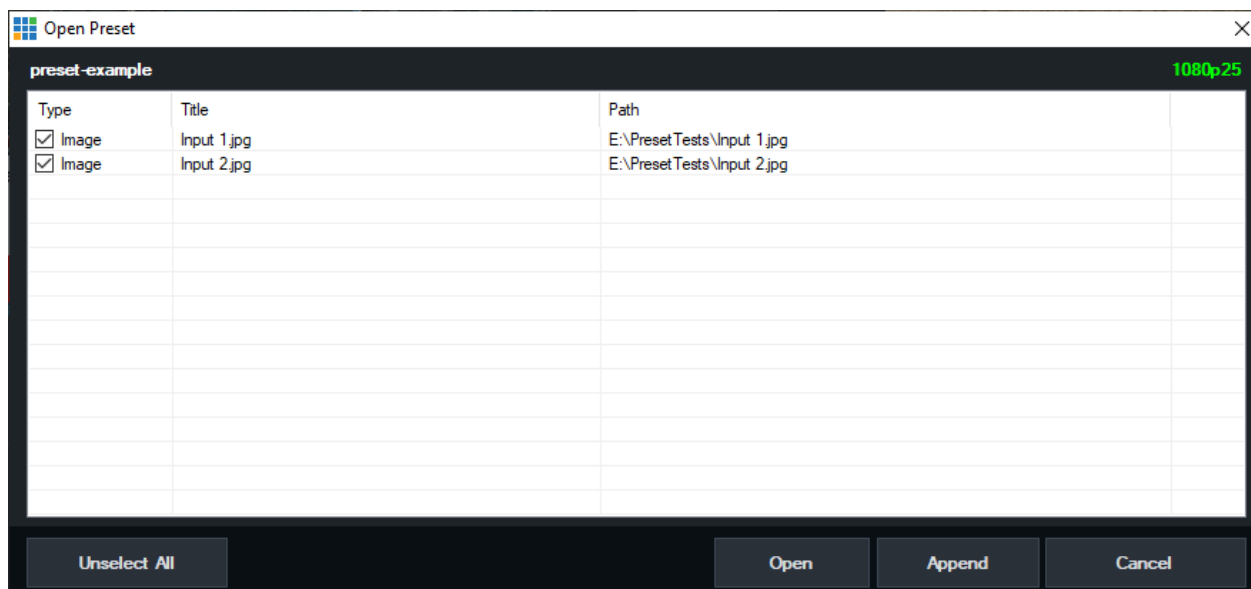 Open Preset
preset-example 1080p25
Type Title Path
Image Input 1.jpg E:\PresetTests\Input 1.jpg
Image Input 2.jpg E:\PresetTests\Input 2.jpg
Unselect All Open Append Cancel